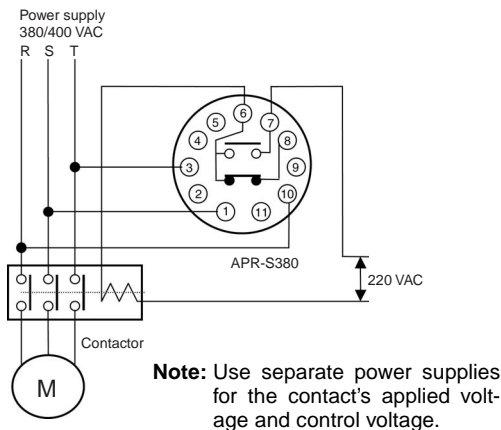 Power supply
380/400 VAC
R S T
6
5 7
4 8
3 9
2 10
1 11
APR-S380
220 VAC
Contactor
M
Note: Use separate power supplies
for the contact's applied volt-
age and control voltage.